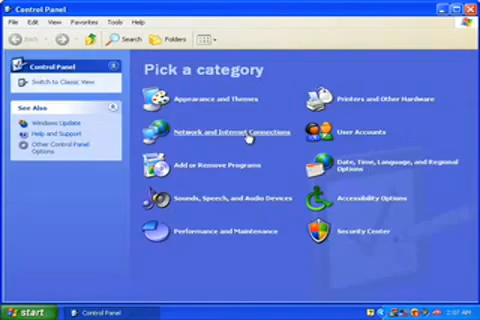 Control Panel
File Edit View Favorites Tools Help
Back Search Folders
Control Panel
Switch to Classic View
See Also
Windows Update
Help and Support
Other Control Panel
Options
Pick a category
Appearance and Themes
Printers and Other Hardware
Network and Internet Connections
User Accounts
Add or Remove Programs
Date, Time, Language, and Regional
Options
Sounds, Speech, and Audio Devices
Accessibility Options
Performance and Maintenance
Security Center
start
Control Panel
2:07 AM